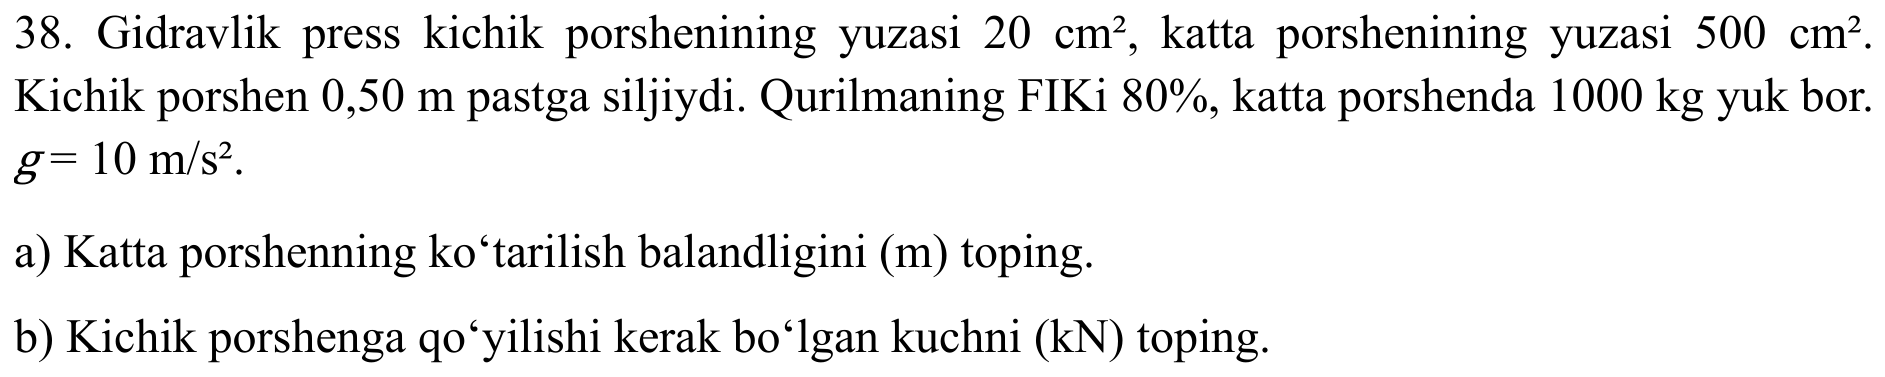 38. Gidravlik press kichik porshenining yuzasi 20 cm², katta porshenining yuzasi 500 cm².
Kichik porshen 0,50 m pastga siljiydi. Qurilmaning FIKi 80%, katta porshenda 1000 kg yuk bor.
g= 10 m/s².
a) Katta porshenning ko‘tarilish balandligini (m) toping.
b) Kichik porshenga qo‘yilishi kerak bo‘lgan kuchni (kN) toping.